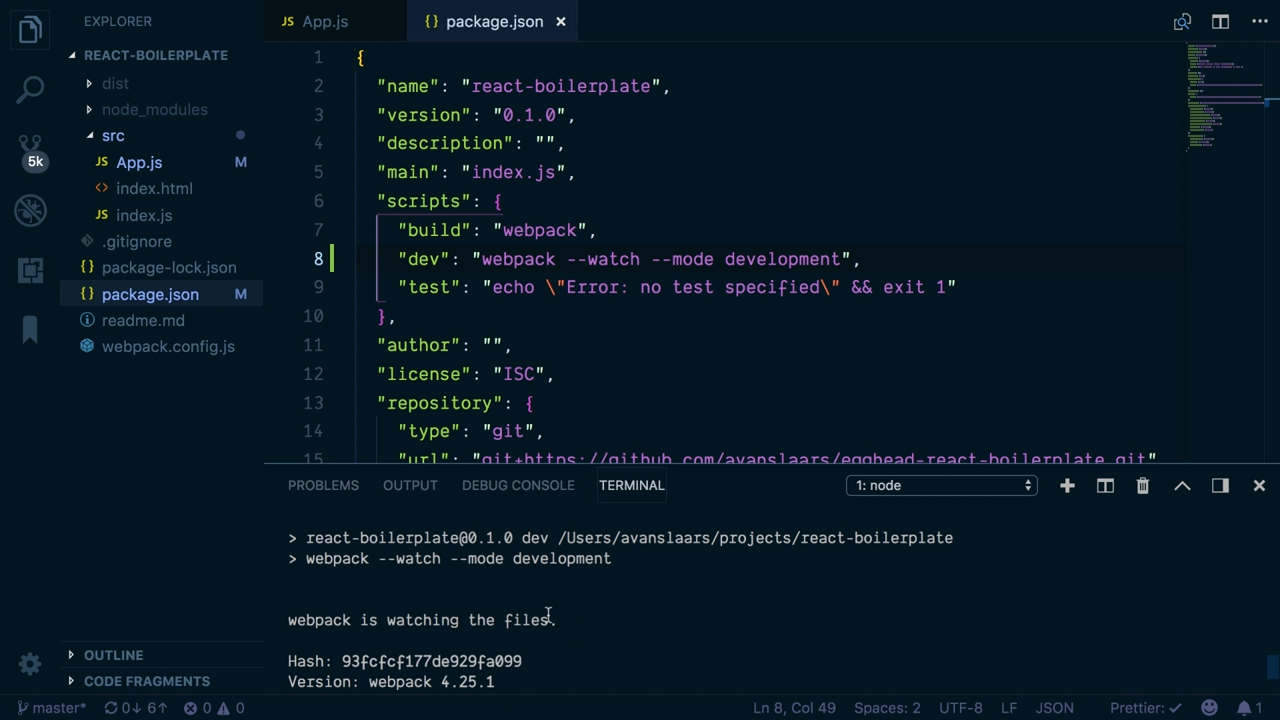 EXPLORER
REACT-BOILERPLATE
dist
node_modules
src
JS App.js M
<> index.html
JS index.js
.gitignore
{} package-lock.json
{} package.json M
readme.md
webpack.config.js
OUTLINE
CODE FRAGMENTS
5k
JS App.js
{} package.json ×
1 {
2 "name": "react-boilerplate",
3 "version": "0.1.0",
4 "description": "",
5 "main": "index.js",
6 "scripts": {
7 "build": "webpack",
8 "dev": "webpack --watch --mode development",
9 "test": "echo \"Error: no test specified\" && exit 1"
10 },
11 "author": "",
12 "license": "ISC",
13 "repository": {
14 "type": "git",
15 "url": "git+https://github.com/avanslaars/egghead-react-boilerplate.git"
PROBLEMS OUTPUT DEBUG CONSOLE TERMINAL 1: node
> react-boilerplate@0.1.0 dev /Users/avanslaars/projects/react-boilerplate
> webpack --watch --mode development
webpack is watching the files.
Hash: 93fcfcf177de929fa099
Version: webpack 4.25.1
master* 0↓ 6↑ 0 0 Ln 8, Col 49 Spaces: 2 UTF-8 LF JSON Prettier: ✓ 1